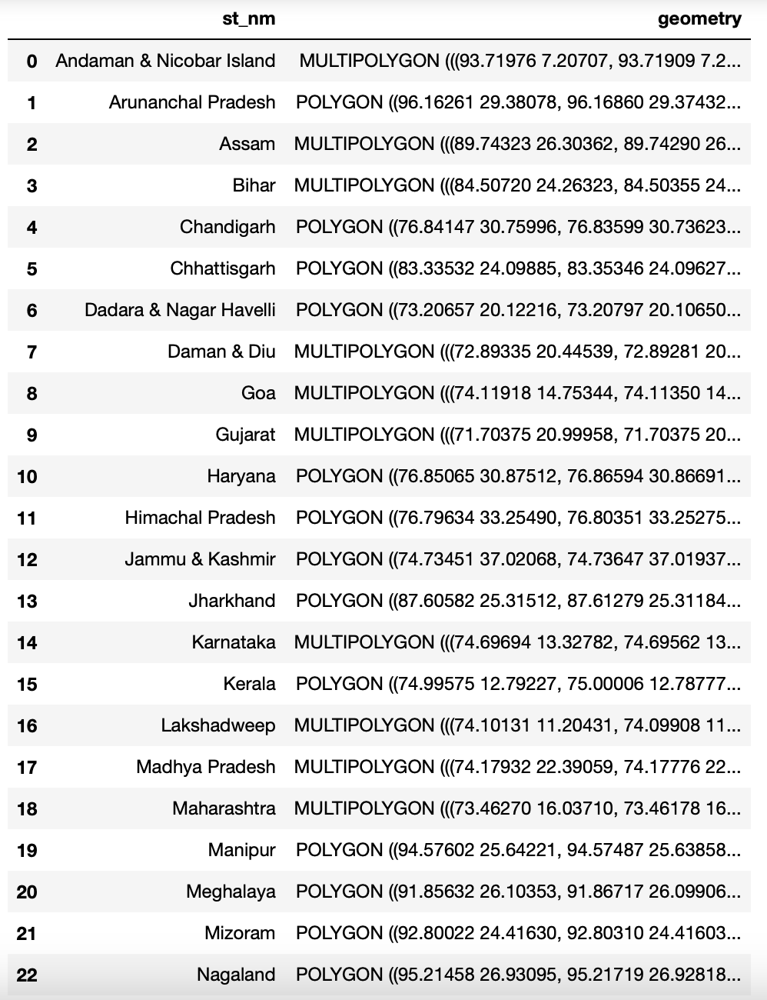 st_nm geometry
0 Andaman & Nicobar Island MULTIPOLYGON (((93.71976 7.20707, 93.71909 7.2...
1 Arunanchal Pradesh POLYGON ((96.16261 29.38078, 96.16860 29.37432...
2 Assam MULTIPOLYGON (((89.74323 26.30362, 89.74290 26...
3 Bihar MULTIPOLYGON (((84.50720 24.26323, 84.50355 24...
4 Chandigarh POLYGON ((76.84147 30.75996, 76.83599 30.73623...
5 Chhattisgarh POLYGON ((83.33532 24.09885, 83.35346 24.09627...
6 Dadara & Nagar Havelli POLYGON ((73.20657 20.12216, 73.20797 20.10650...
7 Daman & Diu MULTIPOLYGON (((72.89335 20.44539, 72.89281 20...
8 Goa MULTIPOLYGON (((74.11918 14.75344, 74.11350 14...
9 Gujarat MULTIPOLYGON (((71.70375 20.99958, 71.70375 20...
10 Haryana POLYGON ((76.85065 30.87512, 76.86594 30.86691...
11 Himachal Pradesh POLYGON ((76.79634 33.25490, 76.80351 33.25275...
12 Jammu & Kashmir POLYGON ((74.73451 37.02068, 74.73647 37.01937...
13 Jharkhand POLYGON ((87.60582 25.31512, 87.61279 25.31184...
14 Karnataka MULTIPOLYGON (((74.69694 13.32782, 74.69562 13...
15 Kerala POLYGON ((74.99575 12.79227, 75.00006 12.78777...
16 Lakshadweep MULTIPOLYGON (((74.10131 11.20431, 74.09908 11...
17 Madhya Pradesh MULTIPOLYGON (((74.17932 22.39059, 74.17776 22...
18 Maharashtra MULTIPOLYGON (((73.46270 16.03710, 73.46178 16...
19 Manipur POLYGON ((94.57602 25.64221, 94.57487 25.63858...
20 Meghalaya POLYGON ((91.85632 26.10353, 91.86717 26.09906...
21 Mizoram POLYGON ((92.80022 24.41630, 92.80310 24.41603...
22 Nagaland POLYGON ((95.21458 26.93095, 95.21719 26.92818...